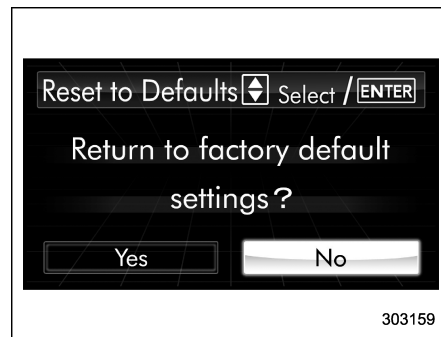 Reset to Defaults Select / ENTER
Return to factory default
settings?
Yes No
303159